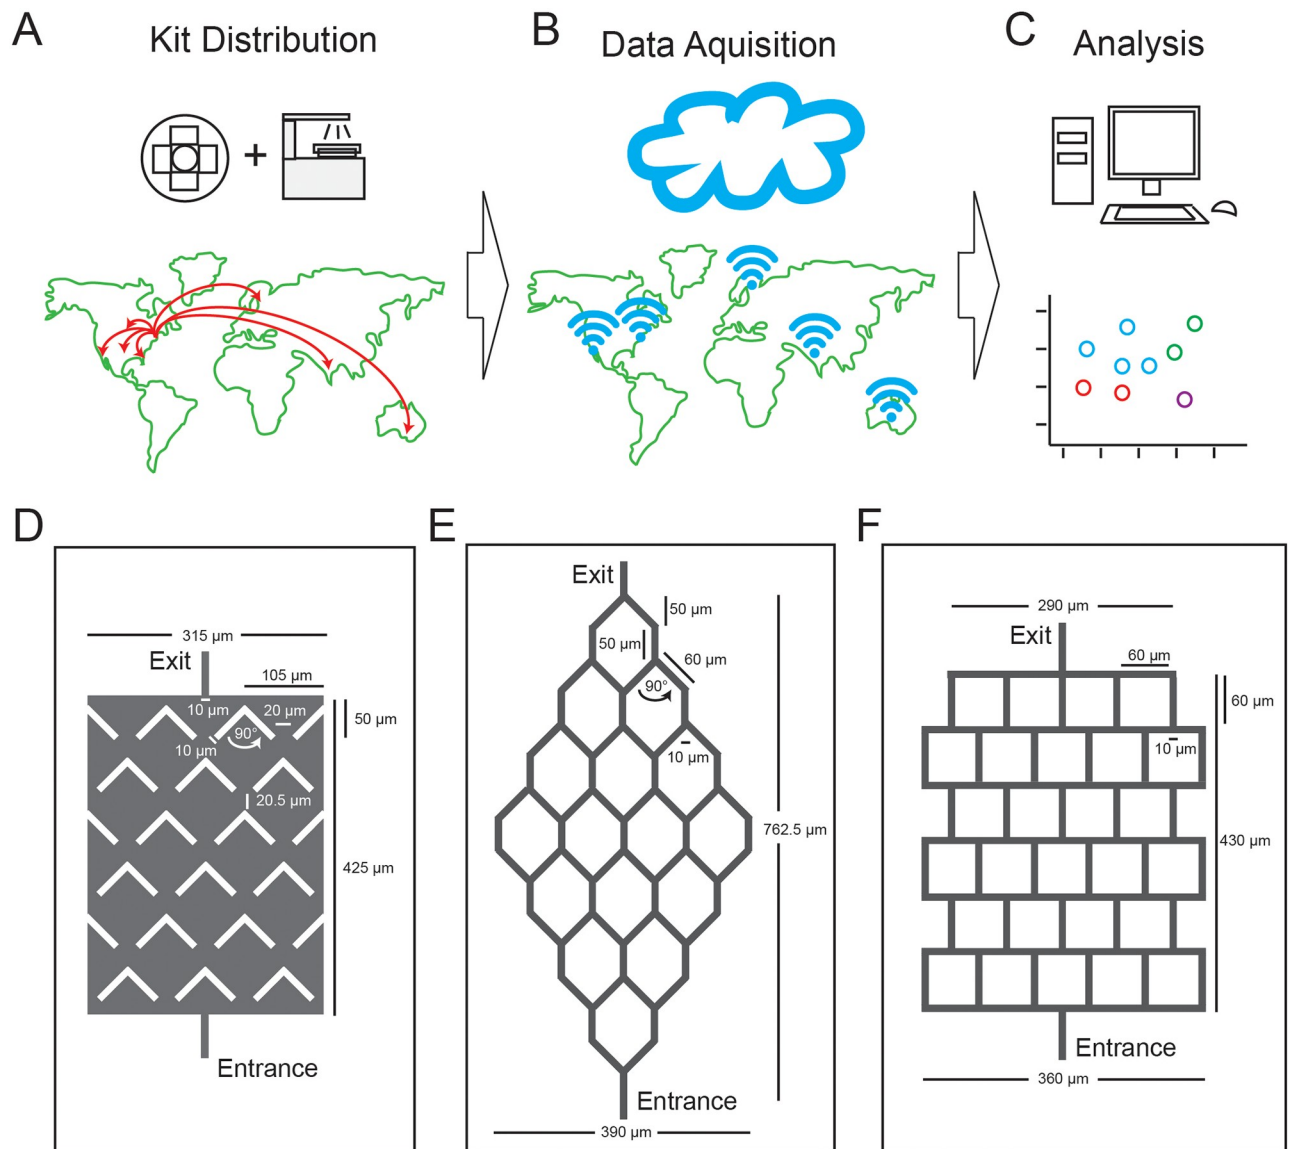 A
Kit Distribution
B
Data Aquisition
C
Analysis
+
D
315 µm
Exit
105 µm
10 µm
20 µm
50 µm
90°
10 µm
20.5 µm
425 µm
Entrance
E
Exit
50 µm
50 µm
60 µm
90°
10 µm
762.5 µm
Entrance
390 µm
F
290 µm
Exit
60 µm
60 µm
10 µm
430 µm
Entrance
360 µm